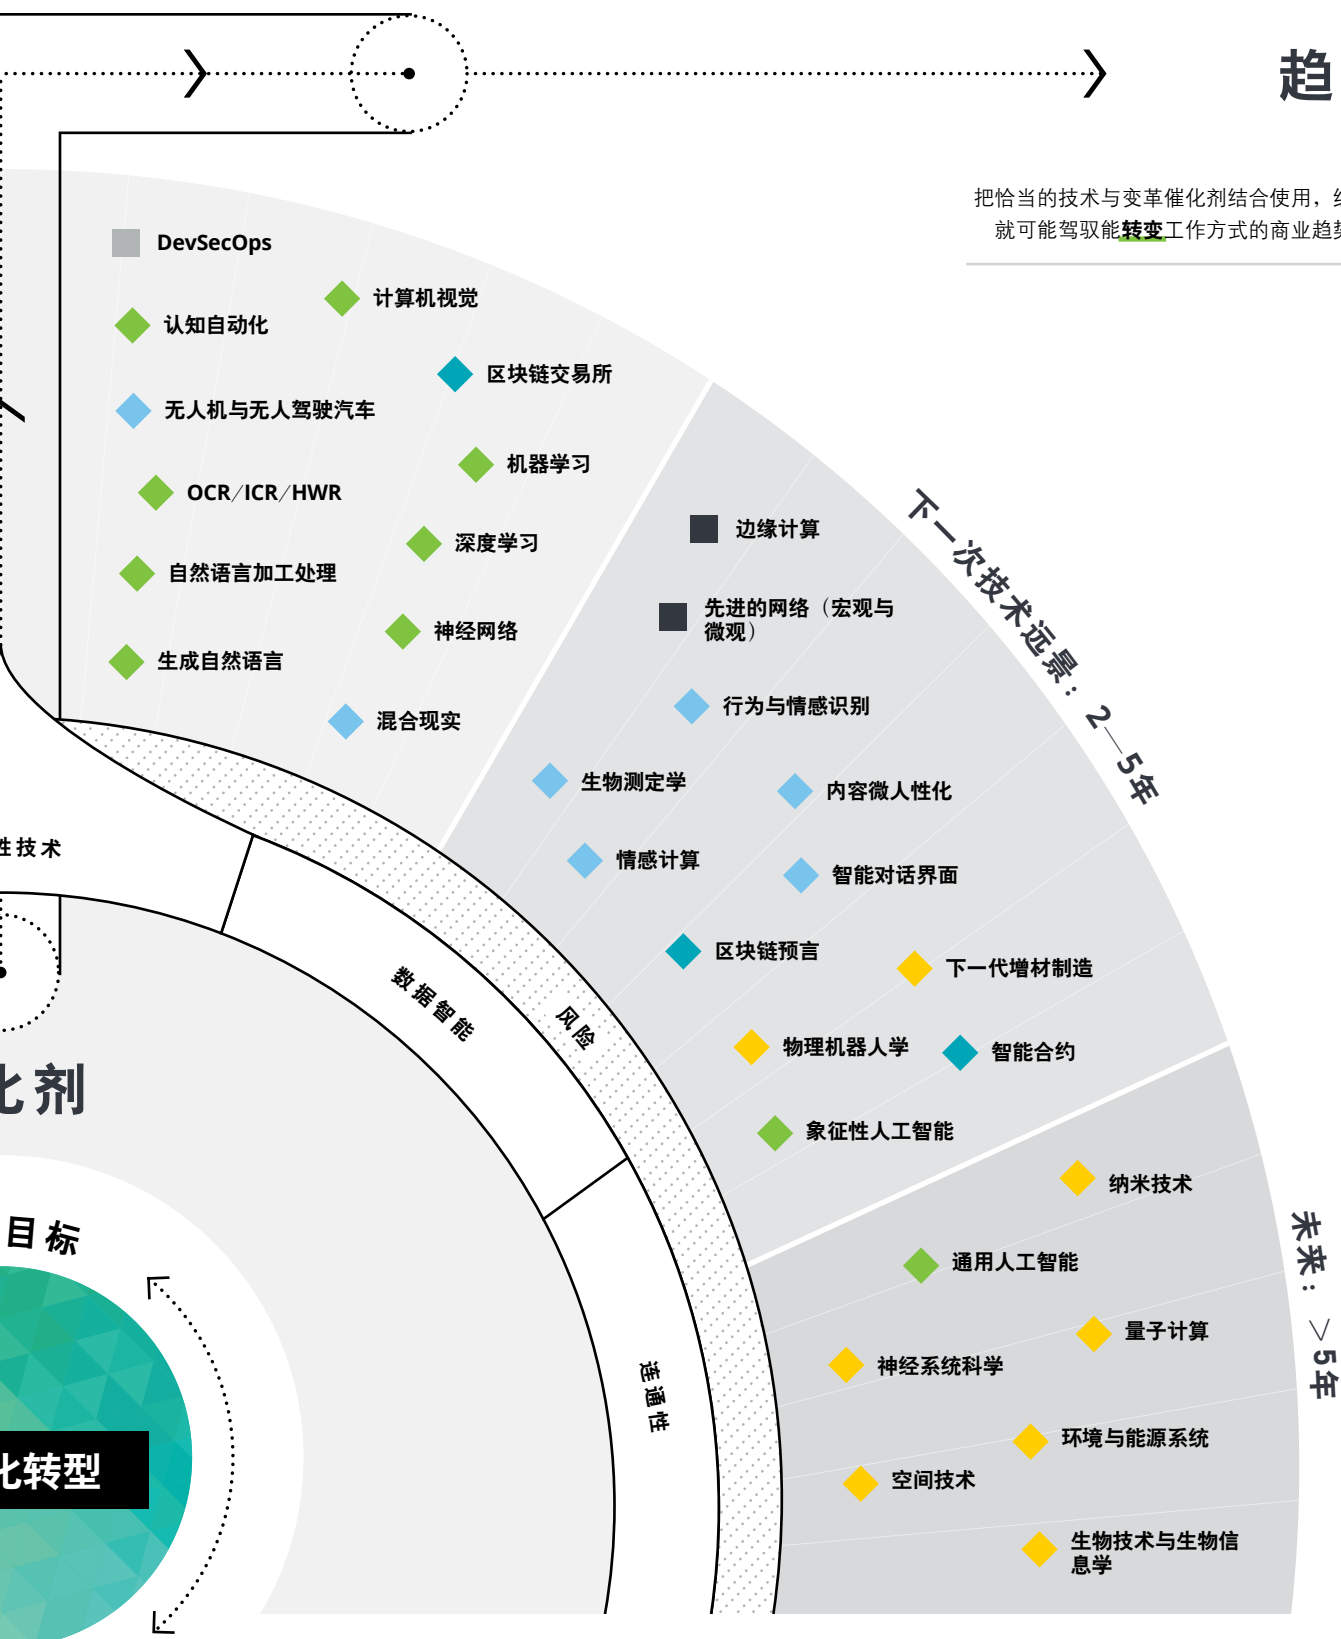 趋
把恰当的技术与变革催化剂结合使用，
就可能驾驭能转变工作方式的商业趋势
DevSecOps
计算机视觉
认知自动化
区块链交易所
无人机与无人驾驶汽车
机器学习
OCR/ICR/HWR
深度学习
自然语言加工处理
神经网络
生成自然语言
混合现实
下一次技术远景：2—5年
边缘计算
先进的网络（宏观与
微观）
行为与情感识别
生物测定学
内容微人性化
情感计算
智能对话界面
区块链预言
下一代增材制造
物理机器人学
智能合约
象征性人工智能
性技术
数据智能
风险
连通性
化剂
目标
化转型
未来：>5年
纳米技术
通用人工智能
量子计算
神经系统科学
环境与能源系统
空间技术
生物技术与生物信
息学